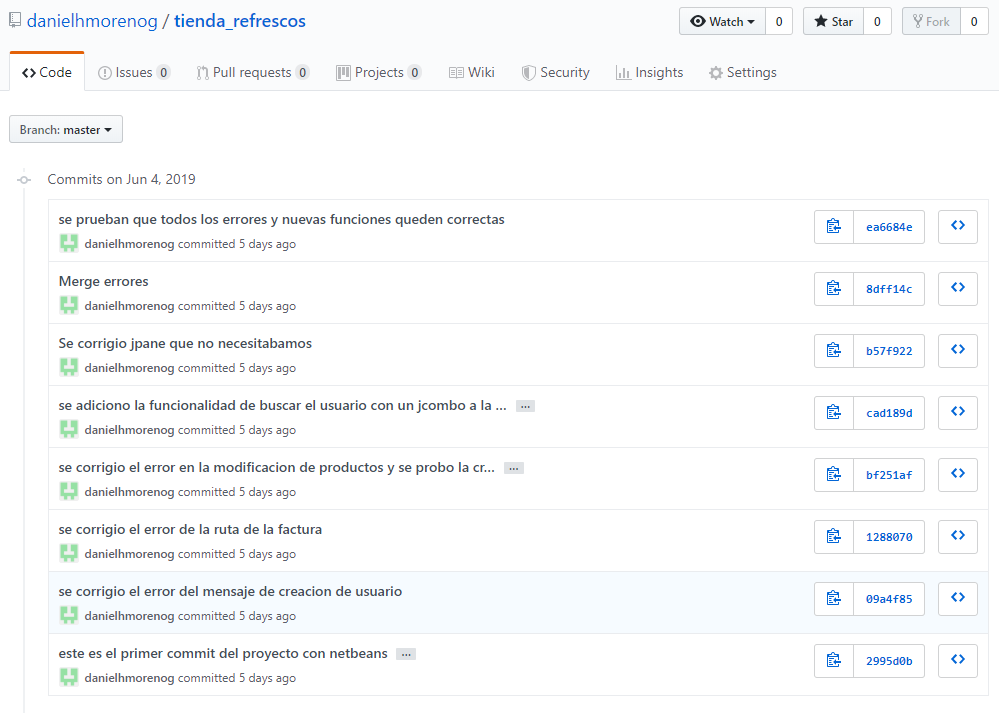 danielhmorenog / tienda_refrescos Watch 0 Star 0 Fork 0
Code Issues 0 Pull requests 0 Projects 0 Wiki Security Insights Settings
Branch: master
Commits on Jun 4, 2019
se prueban que todos los errores y nuevas funciones queden correctas
danielhmorenog committed 5 days ago
ea6684e
Merge errores
danielhmorenog committed 5 days ago
8dff14c
Se corrigio jpane que no necesitabamos
danielhmorenog committed 5 days ago
b57f922
se adiciono la funcionalidad de buscar el usuario con un jcombo a la ... ...
danielhmorenog committed 5 days ago
cad189d
se corrigio el error en la modificacion de productos y se probo la cr... ...
danielhmorenog committed 5 days ago
bf251af
se corrigio el error de la ruta de la factura
danielhmorenog committed 5 days ago
1288070
se corrigio el error del mensaje de creacion de usuario
danielhmorenog committed 5 days ago
09a4f85
este es el primer commit del proyecto con netbeans ...
danielhmorenog committed 5 days ago
2995d0b